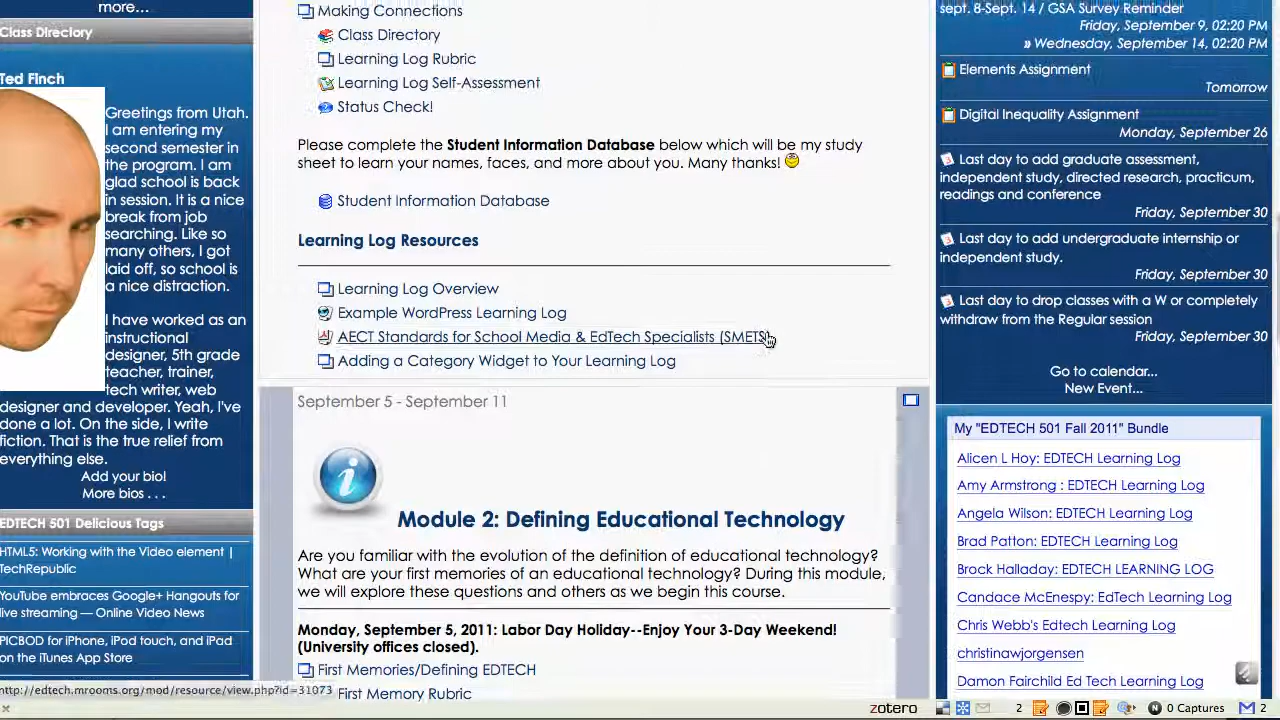 more...
Class Directory
Ted Finch
Greetings from Utah.
I am entering my
second semester in
the program. I am
glad school is back
in session. It is a nice
break from job
searching. Like so
many others, I got
laid off, so school is
a nice distraction.
I have worked as an
instructional
designer, 5th grade
teacher, trainer,
tech writer, web
designer and developer. Yeah, I've
done a lot. On the side, I write
fiction. That is the true relief from
everything else.
Add your bio!
More bios . . .
EDTECH 501 Delicious Tags
HTML5: Working with the Video element |
TechRepublic
YouTube embraces Google+ Hangouts for
live streaming — Online Video News
PICBOD for iPhone, iPod touch, and iPad
on the iTunes App Store
http://edtech.mrooms.org/mod/resource/view.php?id=31073
Making Connections
Class Directory
Learning Log Rubric
Learning Log Self-Assessment
Status Check!
Please complete the Student Information Database below which will be my study
sheet to learn your names, faces, and more about you. Many thanks!
Student Information Database
Learning Log Resources
Learning Log Overview
Example WordPress Learning Log
AECT Standards for School Media & EdTech Specialists (SMETS)
Adding a Category Widget to Your Learning Log
September 5 - September 11
Module 2: Defining Educational Technology
Are you familiar with the evolution of the definition of educational technology?
What are your first memories of an educational technology? During this module,
we will explore these questions and others as we begin this course.
Monday, September 5, 2011: Labor Day Holiday--Enjoy Your 3-Day Weekend!
(University offices closed).
First Memories/Defining EDTECH
First Memory Rubric
sept. 8-Sept. 14 / GSA Survey Reminder
Friday, September 9, 02:20 PM
» Wednesday, September 14, 02:20 PM
Elements Assignment
Tomorrow
Digital Inequality Assignment
Monday, September 26
Last day to add graduate assessment,
independent study, directed research, practicum,
readings and conference
Friday, September 30
Last day to add undergraduate internship or
independent study.
Friday, September 30
Last day to drop classes with a W or completely
withdraw from the Regular session
Friday, September 30
Go to calendar...
New Event...
My "EDTECH 501 Fall 2011" Bundle
Alicen L Hoy: EDTECH Learning Log
Amy Armstrong : EDTECH Learning Log
Angela Wilson: EDTECH Learning Log
Brad Patton: EDTECH Learning Log
Brock Halladay: EDTECH LEARNING LOG
Candace McEnespy: EdTech Learning Log
Chris Webb's Edtech Learning Log
christinawjorgensen
Damon Fairchild Ed Tech Learning Log
zotero
2
0 Captures
2